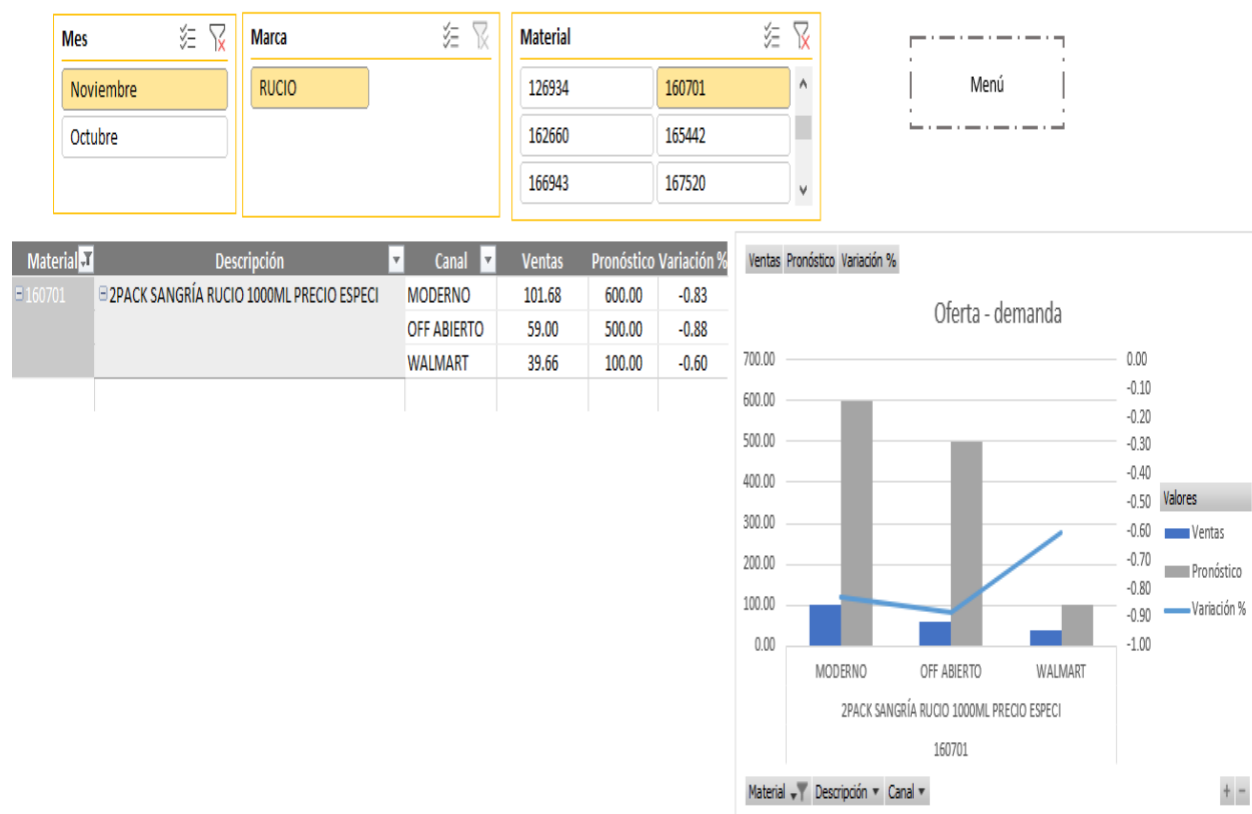 Mes
Noviembre
Octubre
Marca
RUCIO
Material
126934 160701
162660 165442
166943 167520
Menú
Material Descripción Canal Ventas Pronóstico Variación %
160701 2PACK SANGRÍA RUCIO 1000ML PRECIO ESPECI MODERNO 101.68 600.00 -0.83
OFF ABIERTO 59.00 500.00 -0.88
WALMART 39.66 100.00 -0.60
Ventas Pronóstico Variación %
Oferta - demanda
700.00 0.00
-0.10
600.00
-0.20
500.00 -0.30
400.00 -0.40
-0.50
300.00
-0.60
200.00 -0.70
-0.80
100.00
-0.90
0.00 -1.00
Valores
Ventas
Pronóstico
Variación %
MODERNO OFF ABIERTO WALMART
2PACK SANGRÍA RUCIO 1000ML PRECIO ESPECI
160701
Material Descripción Canal
+ -